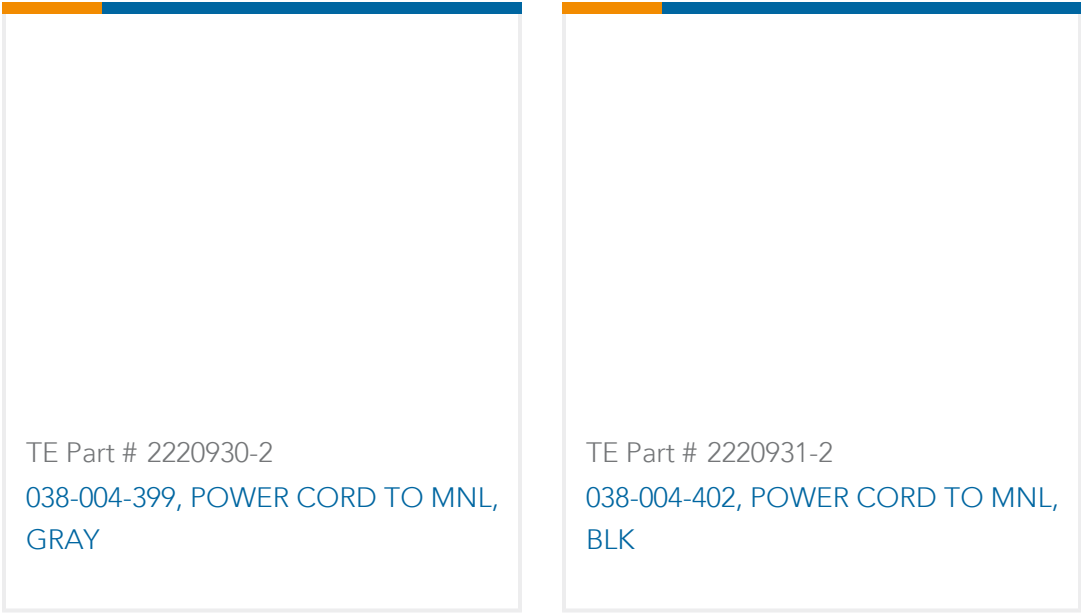 TE Part # 2220930-2
038-004-399, POWER CORD TO MNL,
GRAY
TE Part # 2220931-2
038-004-402, POWER CORD TO MNL,
BLK